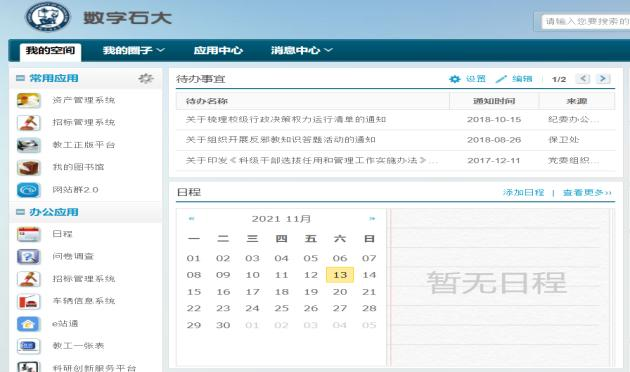 数字石大
请输入您要搜索的
我的空间 我的圈子 应用中心 消息中心
常用应用
资产管理系统
招标管理系统
教工正版平台
我的图书馆
网站群2.0
办公应用
日程
问卷调查
招标管理系统
车辆信息系统
e站通
教工一张表
科研创新服务平台
待办事宜 设置 编辑 1/2
待办名称 通知时间 来源
关于梳理校级行政决策权力运行清单的通知 2018-10-15 纪委办公...
关于组织开展反邪教知识答题活动的通知 2018-08-26 保卫处
关于印发《科级干部选拔任用和管理工作实施办法》... 2017-12-11 党委组织...
日程 添加日程 | 查看更多››
« 2021 11月 »
一 二 三 四 五 六 日
01 02 03 04 05 06 07
08 09 10 11 12 13 14
15 16 17 18 19 20 21
22 23 24 25 26 27 28
29 30 01 02 03 04 05
暂无日程